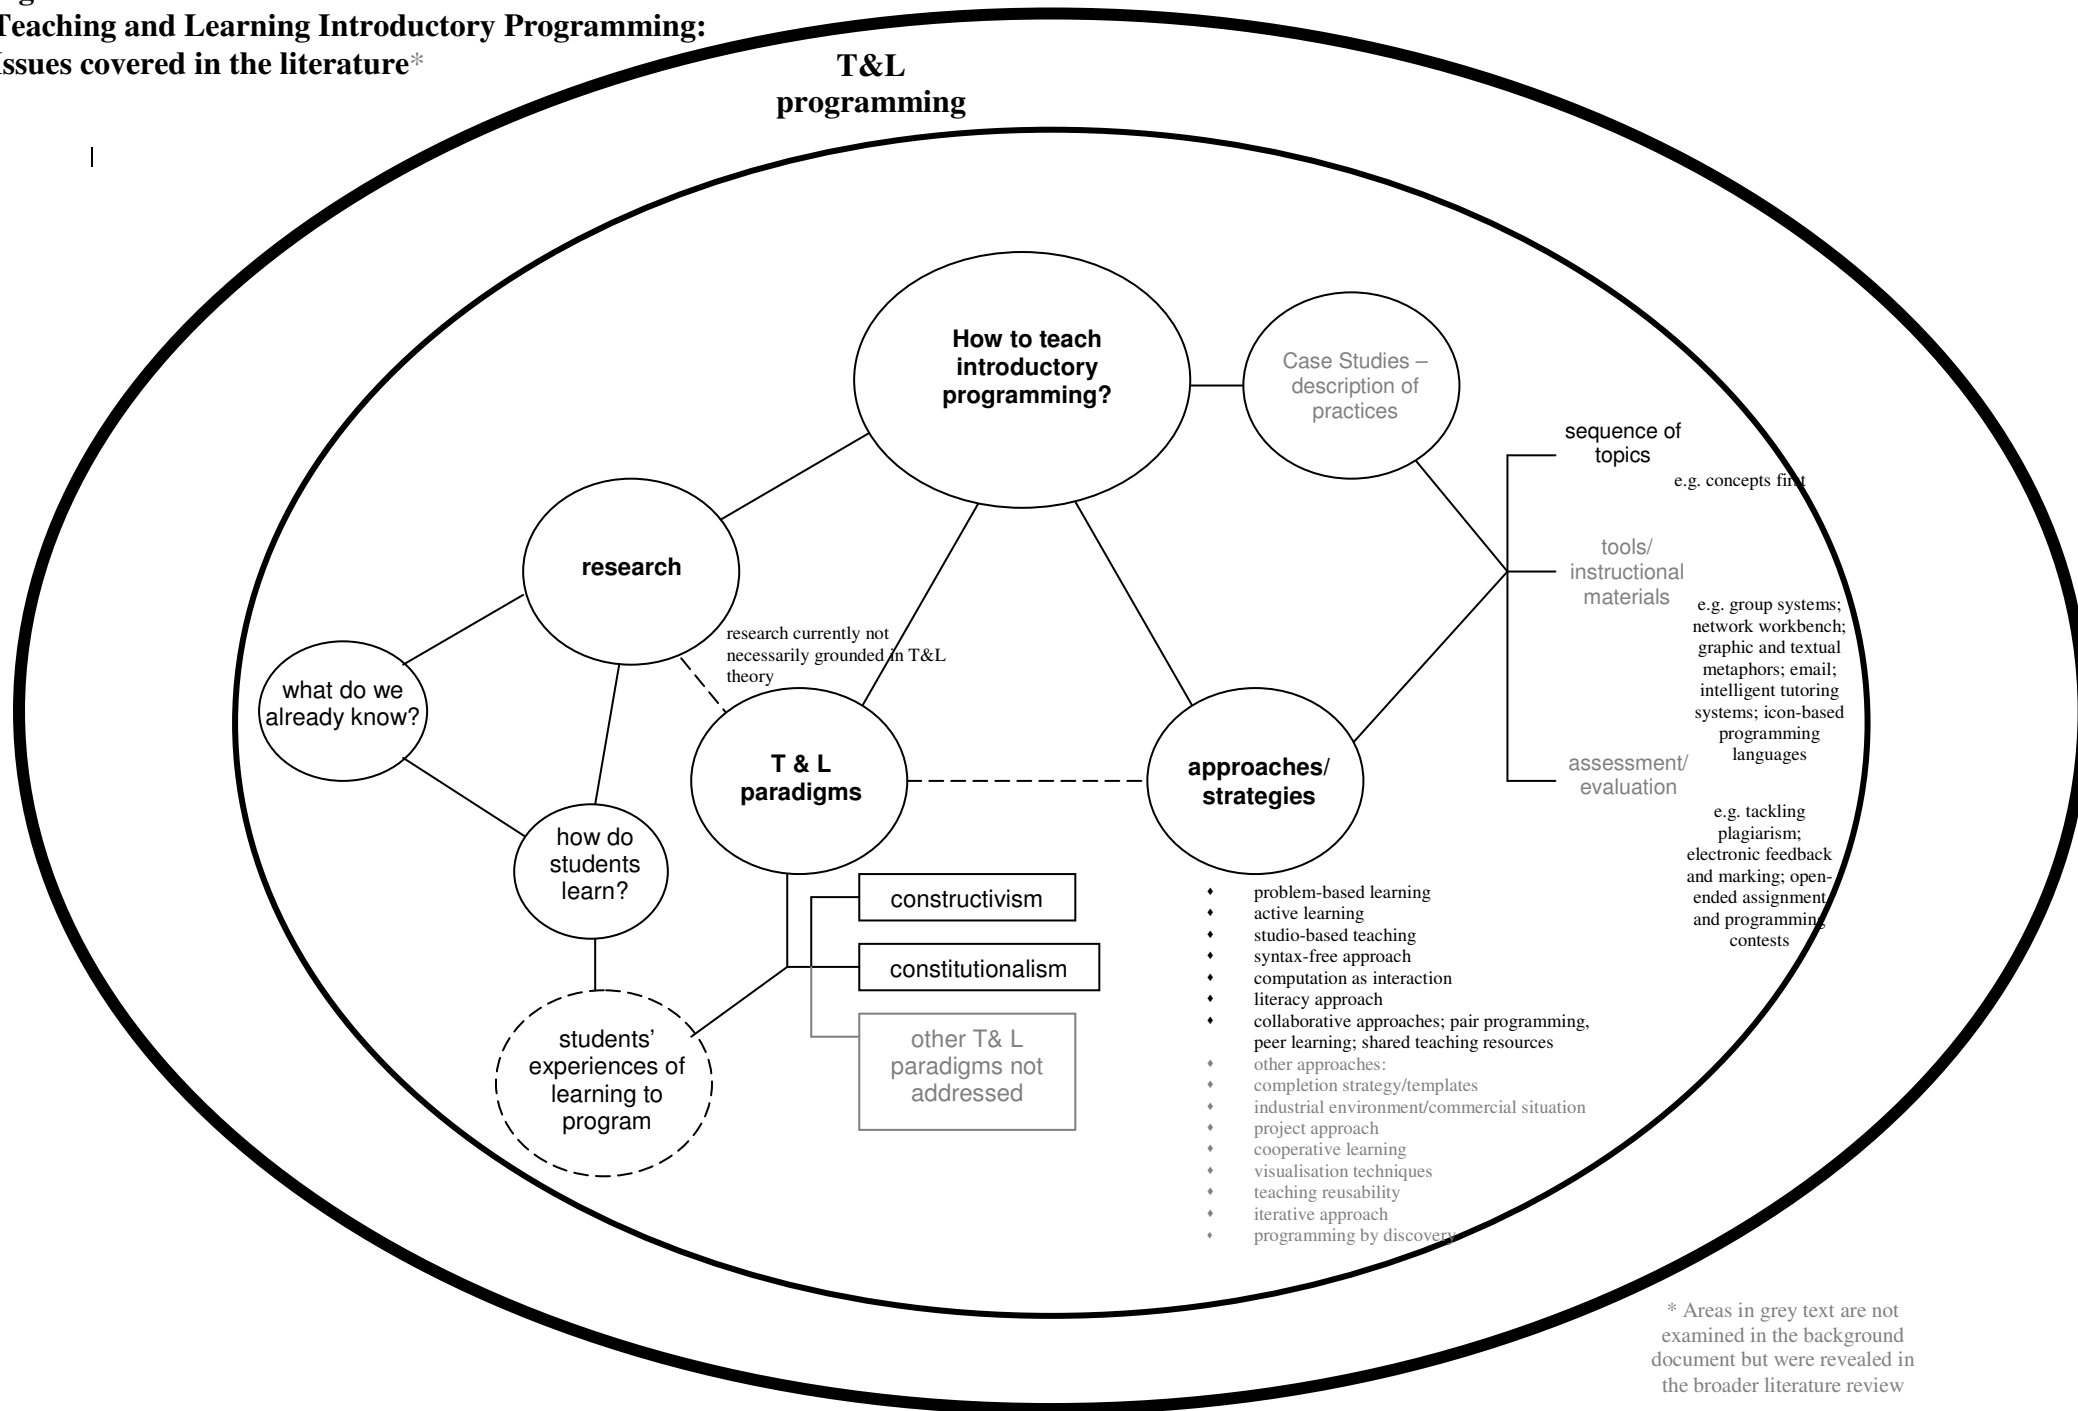 Teaching and Learning Introductory Programming:
Issues covered in the literature*
T&L
programming
How to teach
introductory
programming?
Case Studies –
description of
practices
sequence of
topics
e.g. concepts first
tools/
instructional
materials
e.g. group systems;
network workbench;
graphic and textual
metaphors; email;
intelligent tutoring
systems; icon-based
programming
languages
assessment/
evaluation
e.g. tackling
plagiarism;
electronic feedback
and marking; open-
ended assignment
and programming
contests
research
research currently not
necessarily grounded in T&L
theory
what do we
already know?
T & L
paradigms
approaches/
strategies
how do
students
learn?
constructivism
constitutionalism
other T& L
paradigms not
addressed
students’
experiences of
learning to
program
problem-based learning
active learning
studio-based teaching
syntax-free approach
computation as interaction
literacy approach
collaborative approaches; pair programming,
peer learning; shared teaching resources
other approaches:
completion strategy/templates
industrial environment/commercial situation
project approach
cooperative learning
visualisation techniques
teaching reusability
iterative approach
programming by discovery
* Areas in grey text are not
examined in the background
document but were revealed in
the broader literature review